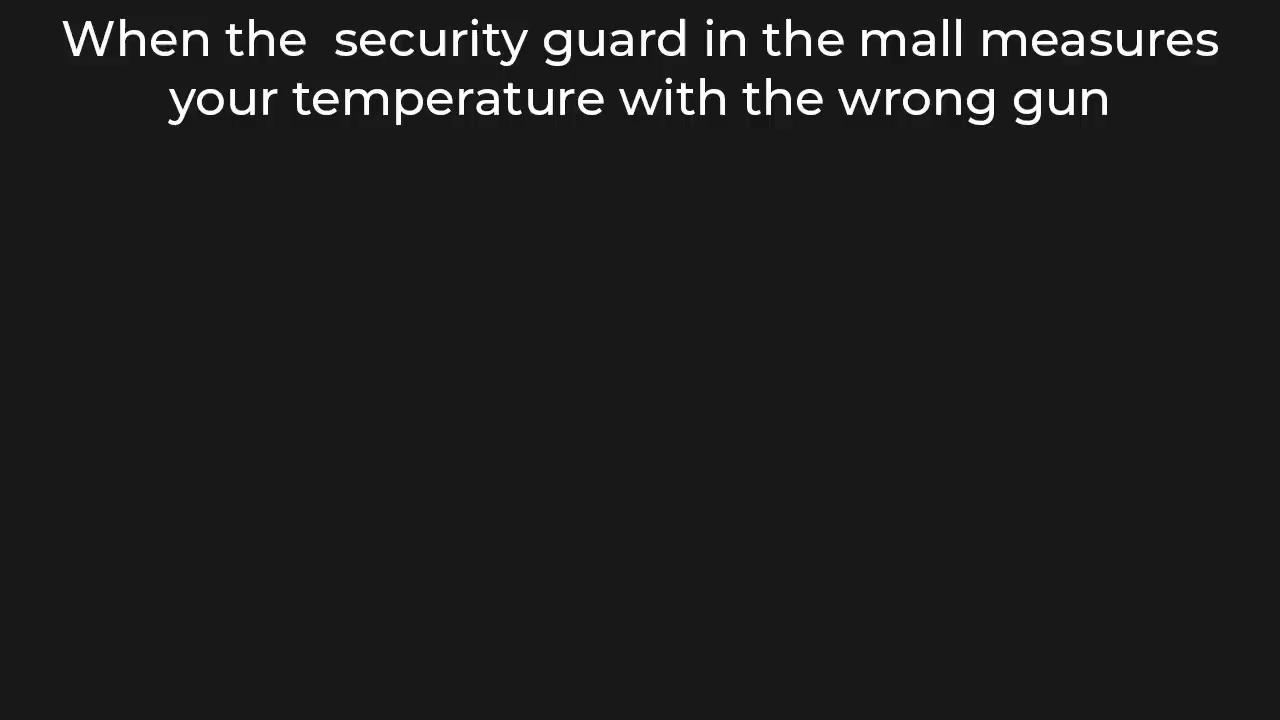 When the  security guard in the mall measures
your temperature with the wrong gun